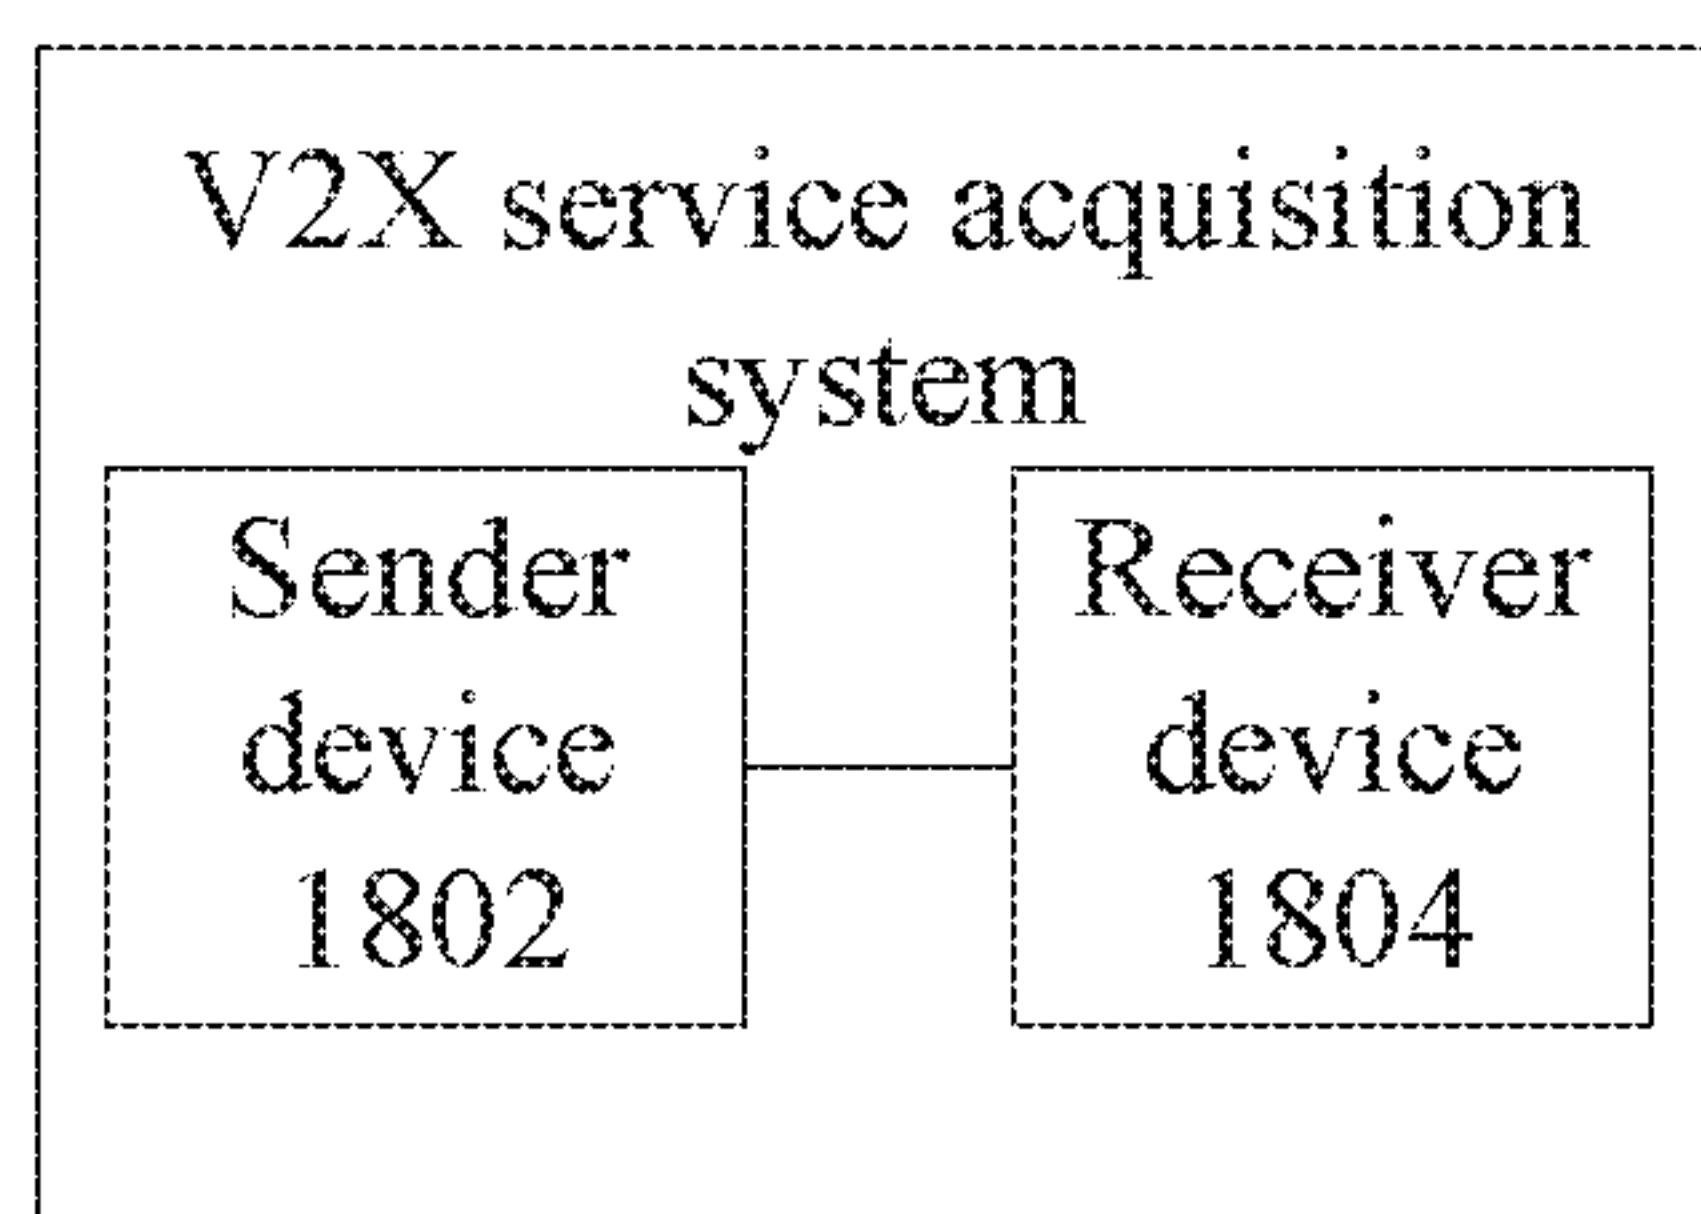 V2X service acquisition
system
Sender
device
1802
Receiver
device
1804